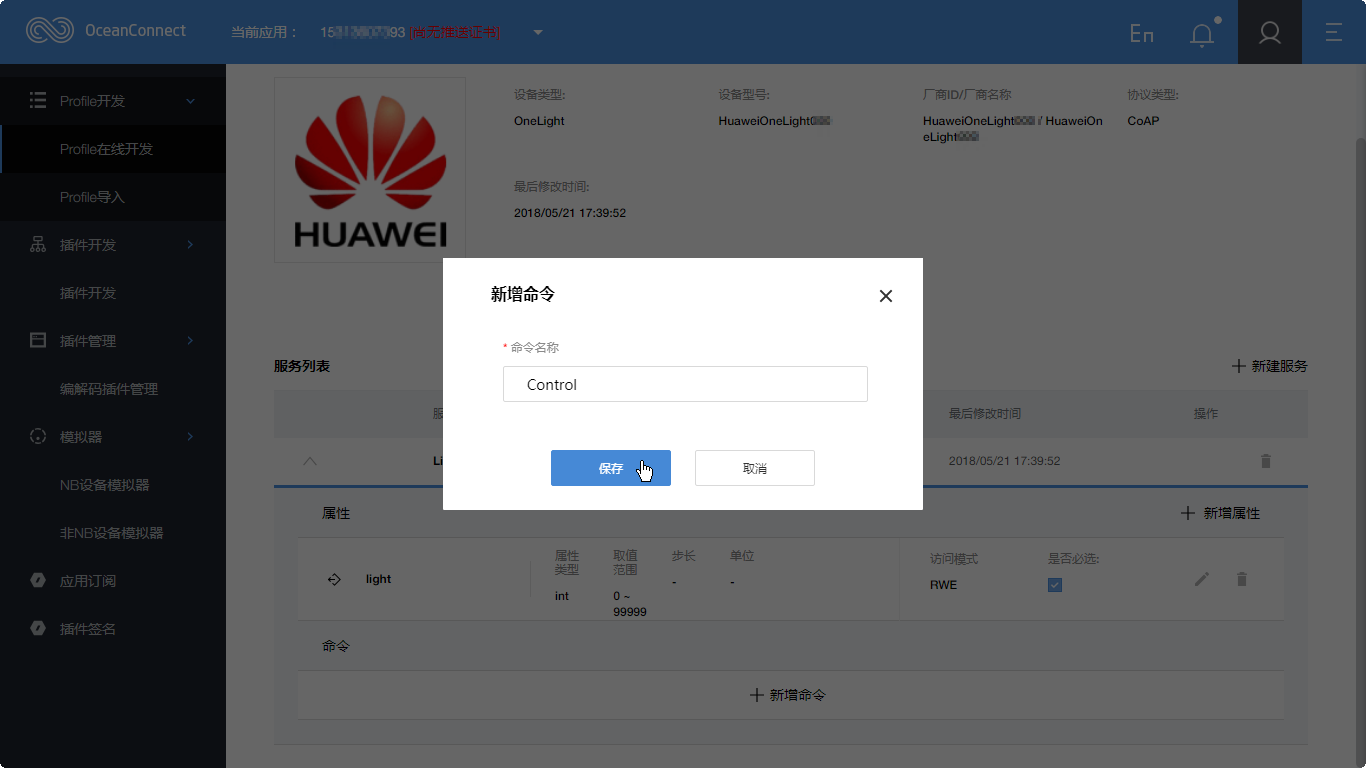 OceanConnect
当前应用：
15 93 [尚无推送证书]
En
Profile开发
Profile在线开发
Profile导入
插件开发
插件开发
插件管理
编解码插件管理
模拟器
NB设备模拟器
非NB设备模拟器
应用订阅
插件签名
HUAWEI
设备类型:
OneLight
设备型号:
HuaweiOneLight
厂商ID/厂商名称
HuaweiOneLight / HuaweiOn
eLight
协议类型:
CoAP
最后修改时间:
2018/05/21 17:39:52
新增命令
* 命令名称
Control
保存
取消
服务列表
新建服务
最后修改时间
操作
2018/05/21 17:39:52
属性
新增属性
light
属性
类型
int
取值
范围
0 ~
99999
步长
-
单位
-
访问模式
RWE
是否必选:
命令
新增命令